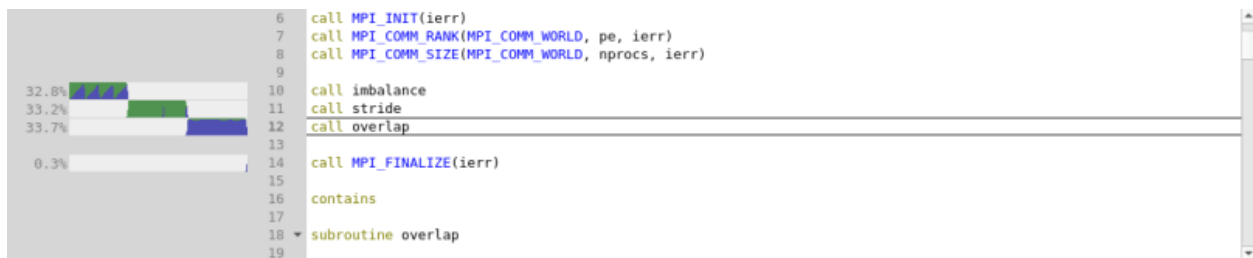 6 call MPI_INIT(ierr)
7 call MPI_COMM_RANK(MPI_COMM_WORLD, pe, ierr)
8 call MPI_COMM_SIZE(MPI_COMM_WORLD, nprocs, ierr)
9
32.8% 10 call imbalance
33.2% 11 call stride
33.7% 12 call overlap
13
0.3% 14 call MPI_FINALIZE(ierr)
15
16 contains
17
18 subroutine overlap
19